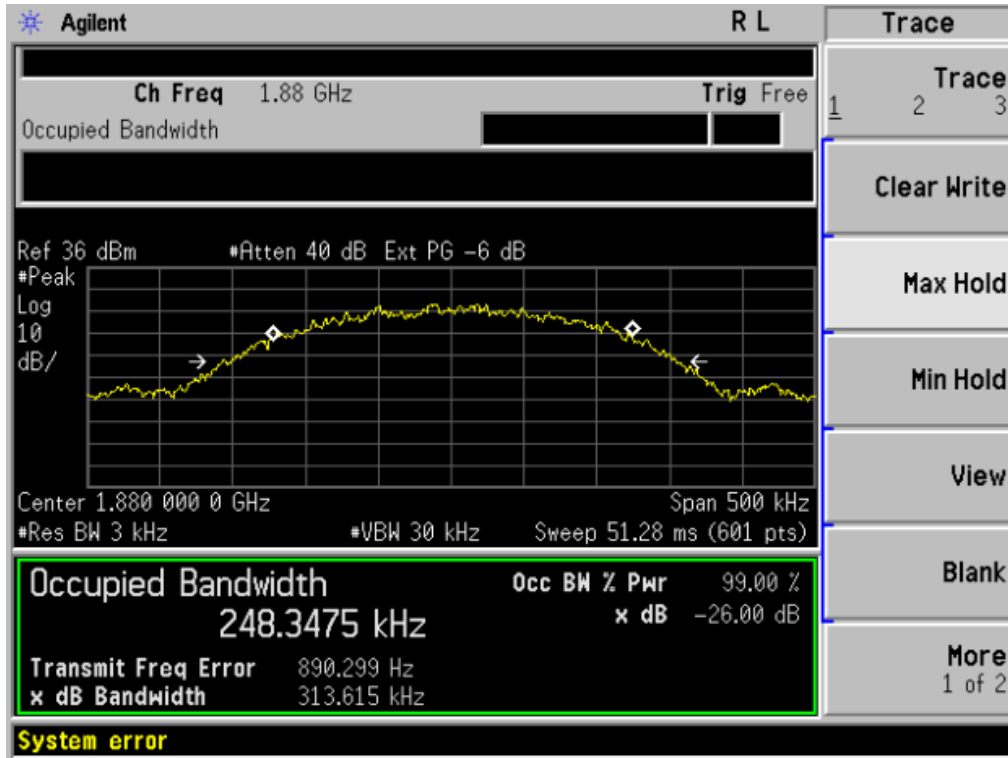 Agilent R L Trace
Ch Freq 1.88 GHz Trig Free
Occupied Bandwidth
Trace
1 2 3
Clear Write
Max Hold
Min Hold
View
Blank
More
1 of 2
Ref 36 dBm #Atten 40 dB Ext PG -6 dB
#Peak
Log
10
dB/
Center 1.880 000 0 GHz Span 500 kHz
#Res BW 3 kHz #VBW 30 kHz Sweep 51.28 ms (601 pts)
Occupied Bandwidth Occ BW % Pwr 99.00 %
248.3475 kHz x dB -26.00 dB
Transmit Freq Error 890.299 Hz
x dB Bandwidth 313.615 kHz
System error